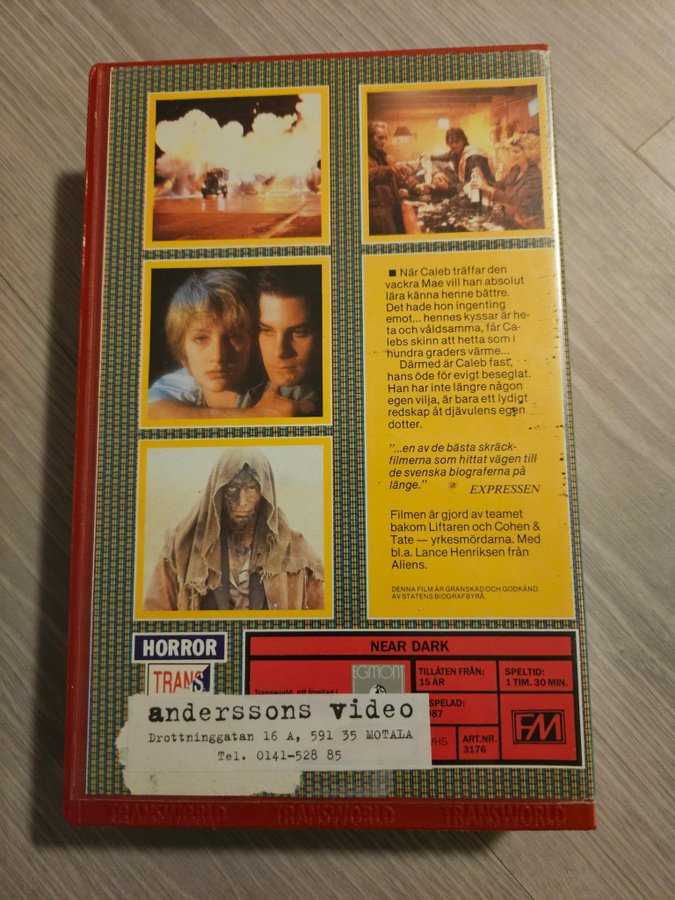 ■ När Caleb träffar den
vackra Mae vill han absolut
lära känna henne bättre.
Det hade hon ingenting
emot... hennes kyssar är he-
ta och våldsamma, får Ca-
lebs skinn att hetta som i
hundra graders värme...
Därmed är Caleb fast,
hans öde för evigt beseglat.
Han har inte längre någon
egen vilja, är bara ett lydigt
redskap åt djävulens egen
dotter.
"...en av de bästa skräck-
filmerna som hittat vägen till
de svenska biograferna på
länge."
EXPRESSEN
Filmen är gjord av teamet
bakom Liftaren och Cohen &
Tate — yrkesmördarna. Med
bl.a. Lance Henriksen från
Aliens.
DENNA FILM ÄR GRANSKAD OCH GODKÄND
AV STATENS BIOGRAFBYRÅ.
HORROR
TRANS
NEAR DARK
EGMONT
Transworld, ett företag i
TILLÅTEN FRÅN:
15 ÅR
SPELTID:
1 TIM. 30 MIN.
SPELAD:
987
VHS
ART.NR.
3176
FM
anderssons video
Drottninggatan 16 A, 591 35 MOTALA
Tel. 0141-528 85
TRANSWORLD TRANSWORLD TRANSWORLD